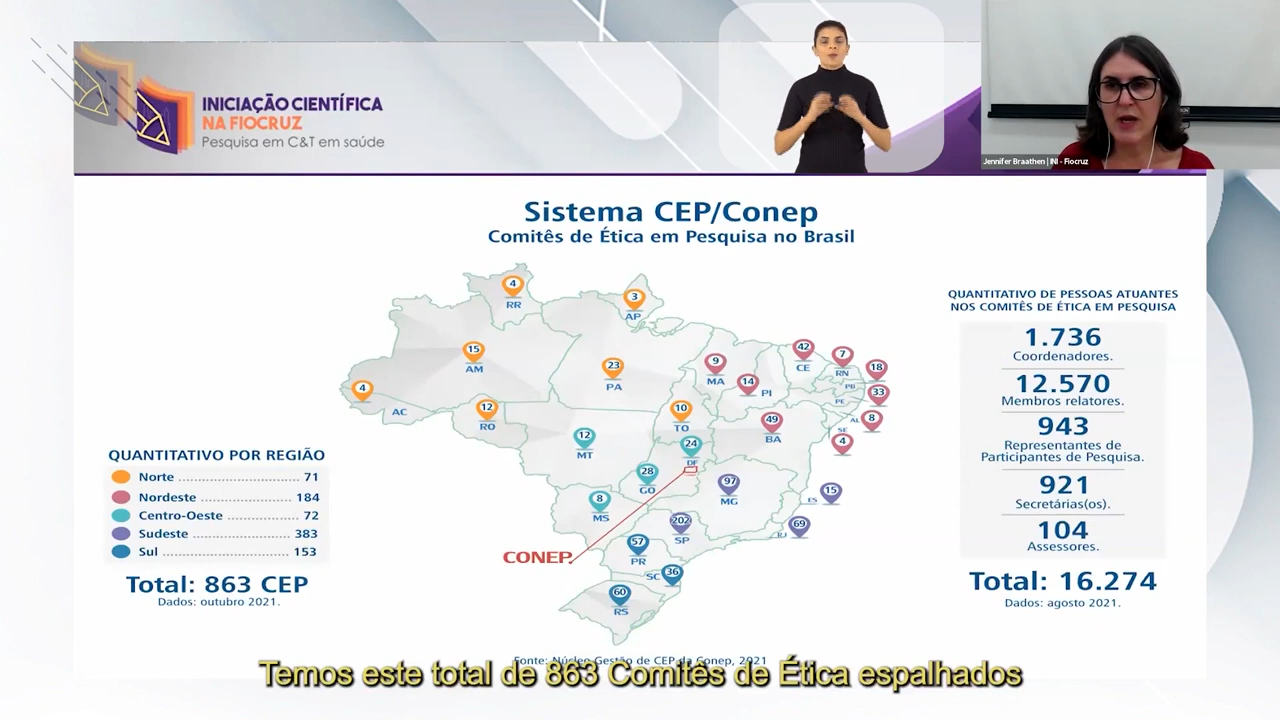 INICIAÇÃO CIENTÍFICA
NA FIOCRUZ
Pesquisa em C&T em saúde
Jennifer Braathen | INI - Fiocruz
Sistema CEP/Conep
Comitês de Ética em Pesquisa no Brasil
4
RR
3
AP
15
AM
23
PA
9
MA
42
CE
7
RN
18
PB
14
PI
33
PE
4
AC
12
RO
10
TO
49
BA
8
AL
4
SE
12
MT
24
DF
28
GO
97
MG
15
ES
8
MS
202
SP
69
RJ
CONEP
57
PR
36
SC
60
RS
QUANTITATIVO POR REGIÃO
Norte 71
Nordeste 184
Centro-Oeste 72
Sudeste 383
Sul 153
Total: 863 CEP
Dados: outubro 2021.
QUANTITATIVO DE PESSOAS ATUANTES
NOS COMITÊS DE ÉTICA EM PESQUISA
1.736
Coordenadores.
12.570
Membros relatores.
943
Representantes de
Participantes de Pesquisa.
921
Secretárias(os).
104
Assessores.
Total: 16.274
Dados: agosto 2021.
Fonte: Núcleo Gestão de CEP da Conep, 2021
Temos este total de 863 Comitês de Ética espalhados